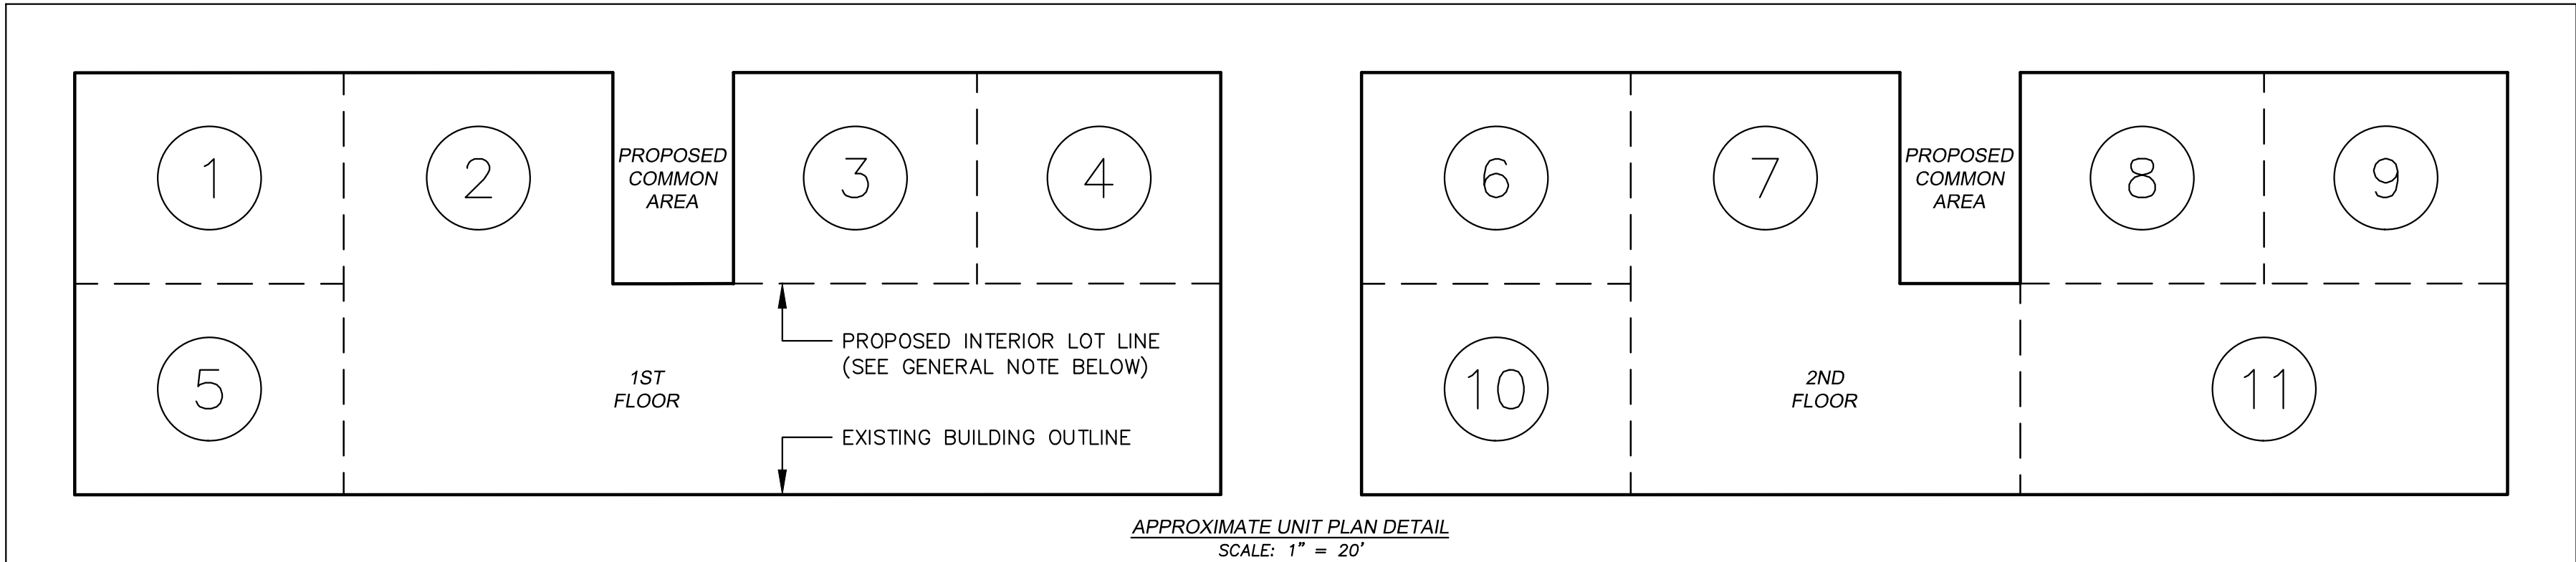 1
2
PROPOSED
COMMON
AREA
3
4
5
1ST
FLOOR
PROPOSED INTERIOR LOT LINE
(SEE GENERAL NOTE BELOW)
EXISTING BUILDING OUTLINE
6
7
PROPOSED
COMMON
AREA
8
9
10
2ND
FLOOR
11
APPROXIMATE UNIT PLAN DETAIL
SCALE: 1” = 20’